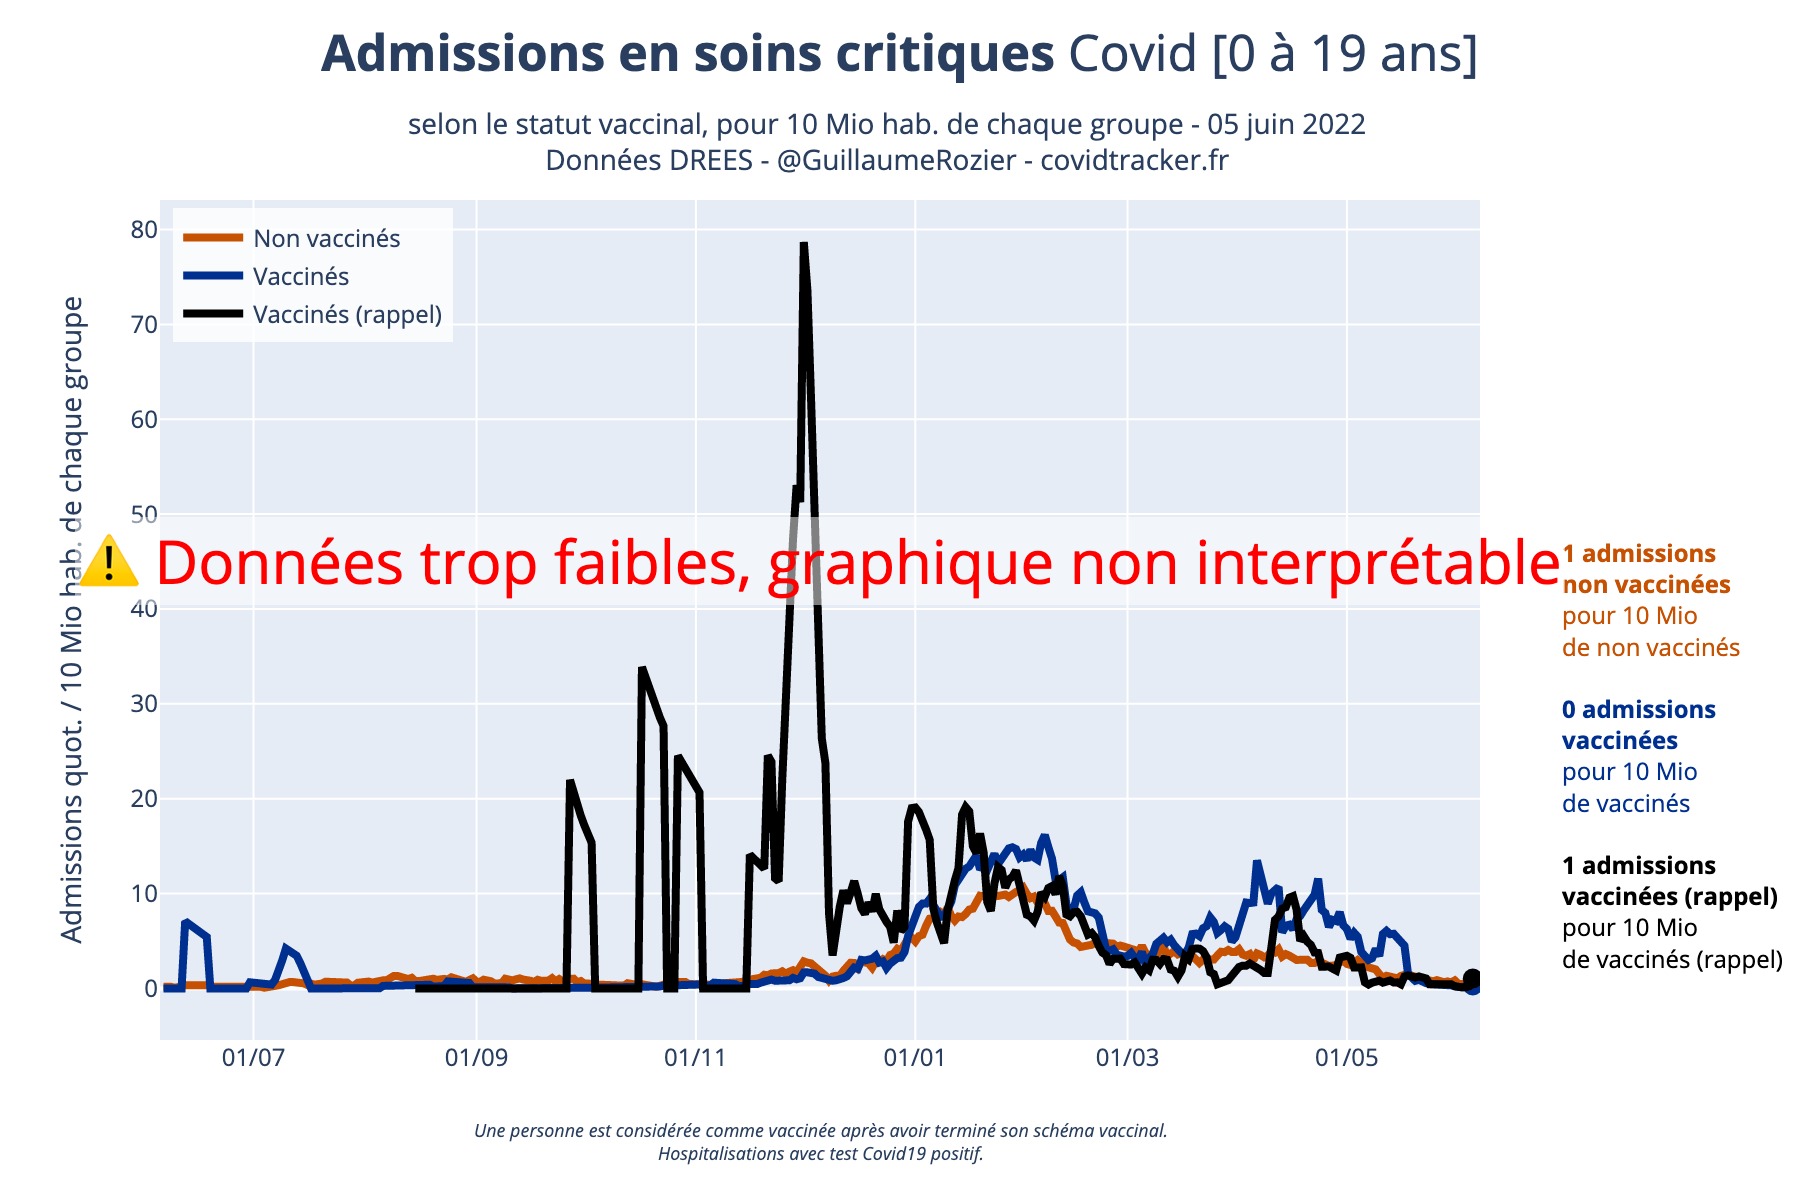 Admissions en soins critiques Covid [0 à 19 ans]
selon le statut vaccinal, pour 10 Mio hab. de chaque groupe - 05 juin 2022
Données DREES - @GuillaumeRozier - covidtracker.fr
Non vaccinés
Vaccinés
Vaccinés (rappel)
Admissions quot. / 10 Mio hab. de chaque groupe
80
70
60
50
40
30
20
10
0
⚠️ Données trop faibles, graphique non interprétable
1 admissions
non vaccinées
pour 10 Mio
de non vaccinés
0 admissions
vaccinées
pour 10 Mio
de vaccinés
1 admissions
vaccinées (rappel)
pour 10 Mio
de vaccinés (rappel)
01/07
01/09
01/11
01/01
01/03
01/05
Une personne est considérée comme vaccinée après avoir terminé son schéma vaccinal.
Hospitalisations avec test Covid19 positif.